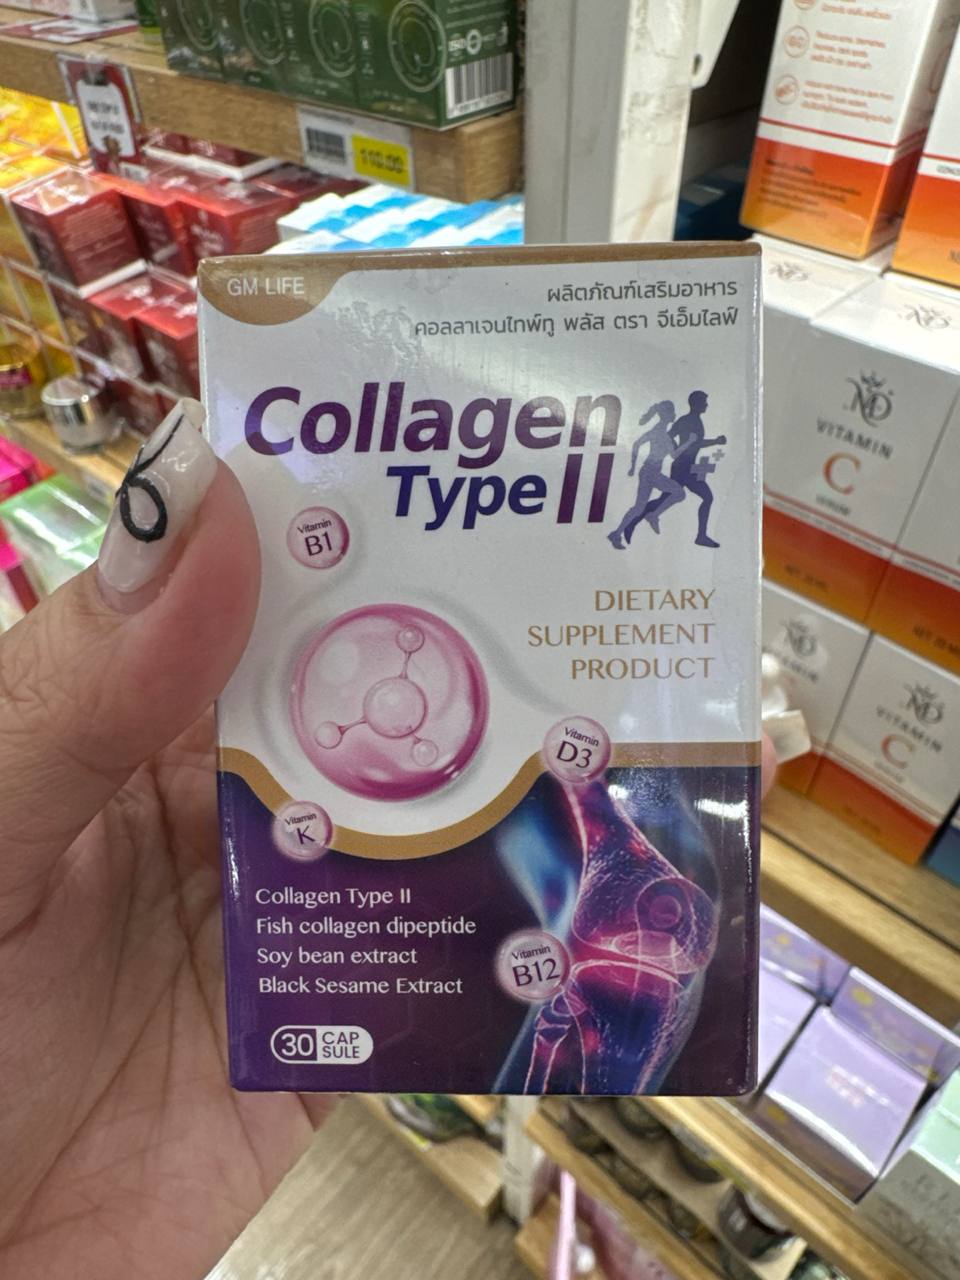 GM LIFE
ผลิตภัณฑ์เสริมอาหาร
คอลลาเจนไทพ์ทู พลัส ตรา จีเอ็มไลฟ์
Collagen
Type II
Vitamin
B1
DIETARY
SUPPLEMENT
PRODUCT
Vitamin
D3
Vitamin
K
Collagen Type II
Fish collagen dipeptide
Soy bean extract
Black Sesame Extract
Vitamin
B12
30 CAP
SULE
VITAMIN
C
SERUM
VITAMIN
C